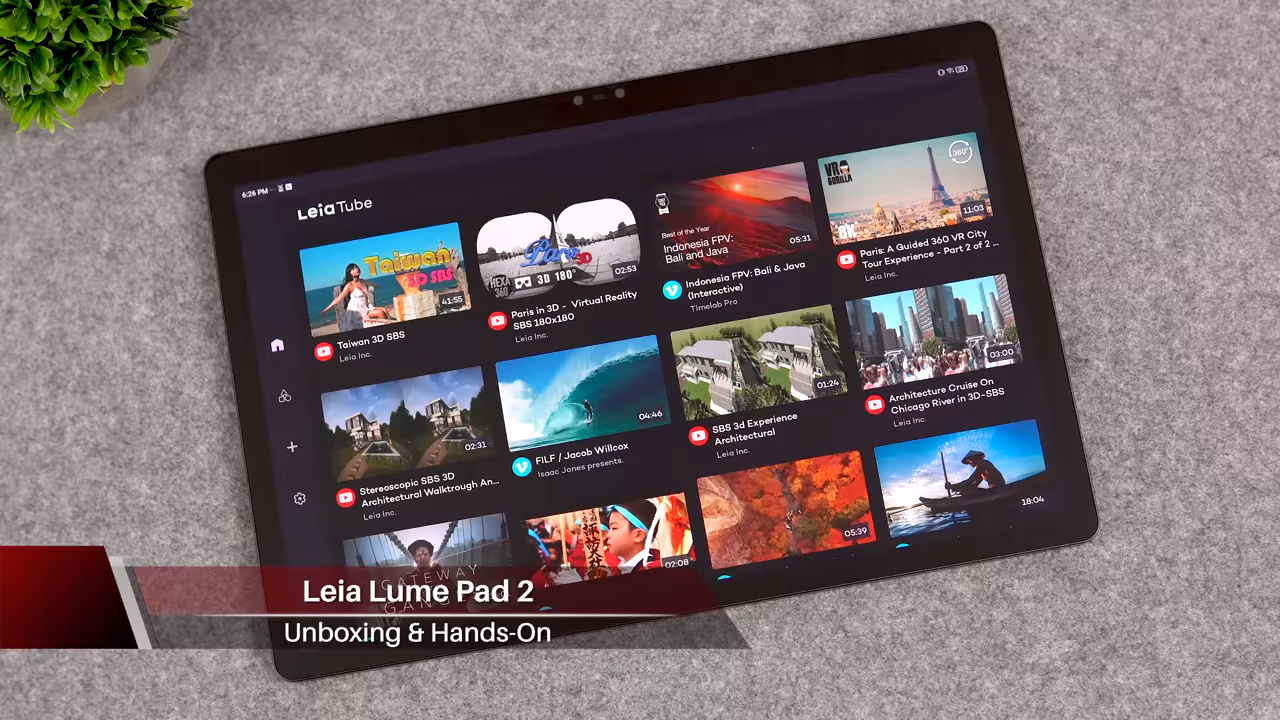 6:26 PM
LeiaTube
Taiwan
3D SBS
41:55
Taiwan 3D SBS
Leia Inc.
Paris 3D
HEXA
360
3D 180°
02:53
Paris in 3D - Virtual Reality
SBS 180x180
Leia Inc.
Best of the Year
Indonesia FPV:
Bali and Java
05:31
Indonesia FPV: Bali & Java
(Interactive)
Timelab Pro
VR
GORILLA
360°
8K
11:03
Paris: A Guided 360 VR City
Tour Experience - Part 2 of 2 ...
Leia Inc.
02:31
Stereoscopic SBS 3D
Architectural Walktrough An...
Leia Inc.
04:46
FILF / Jacob Willcox
Isaac Jones presents.
01:24
SBS 3d Experience
Architectural
Leia Inc.
03:00
Architecture Cruise On
Chicago River in 3D-SBS
Leia Inc.
GATEWAY
02:08
05:39
18:04
Leia Lume Pad 2
Unboxing & Hands-On